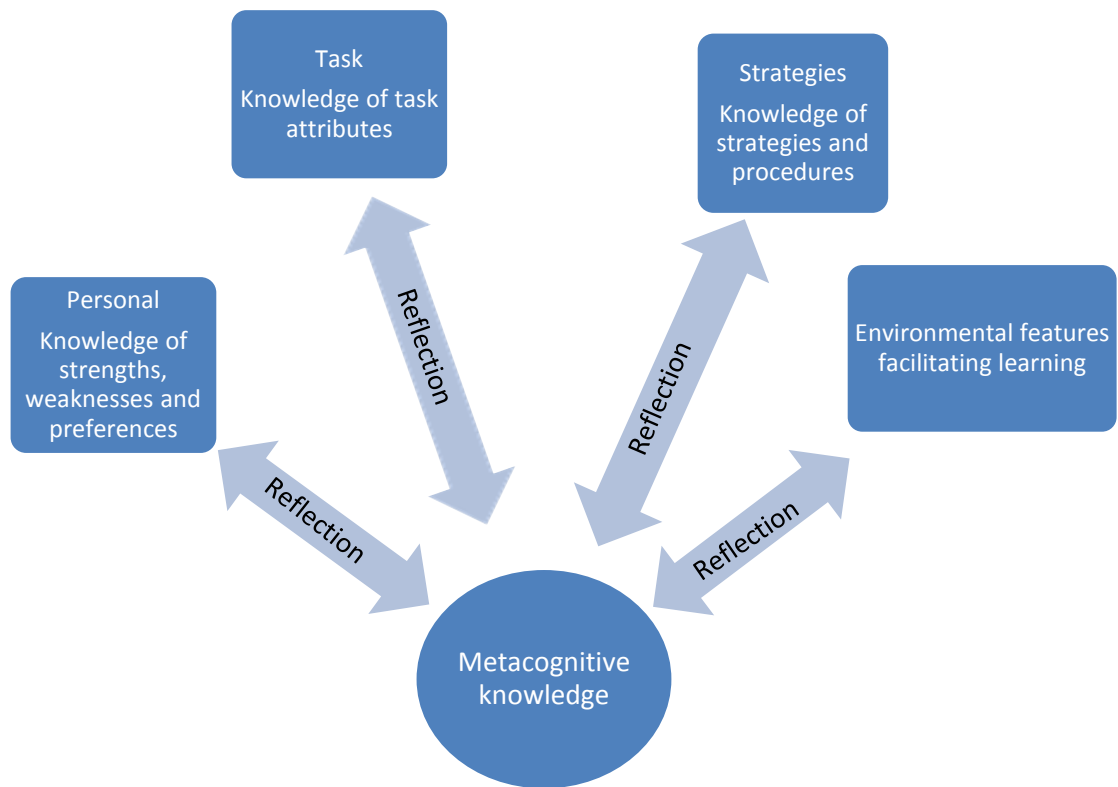 Task
Knowledge of task
attributes
Strategies
Knowledge of
strategies and
procedures
Personal
Knowledge of
strengths,
weaknesses and
preferences
Environmental features
facilitating learning
Reflection
Reflection
Reflection
Reflection
Metacognitive
knowledge